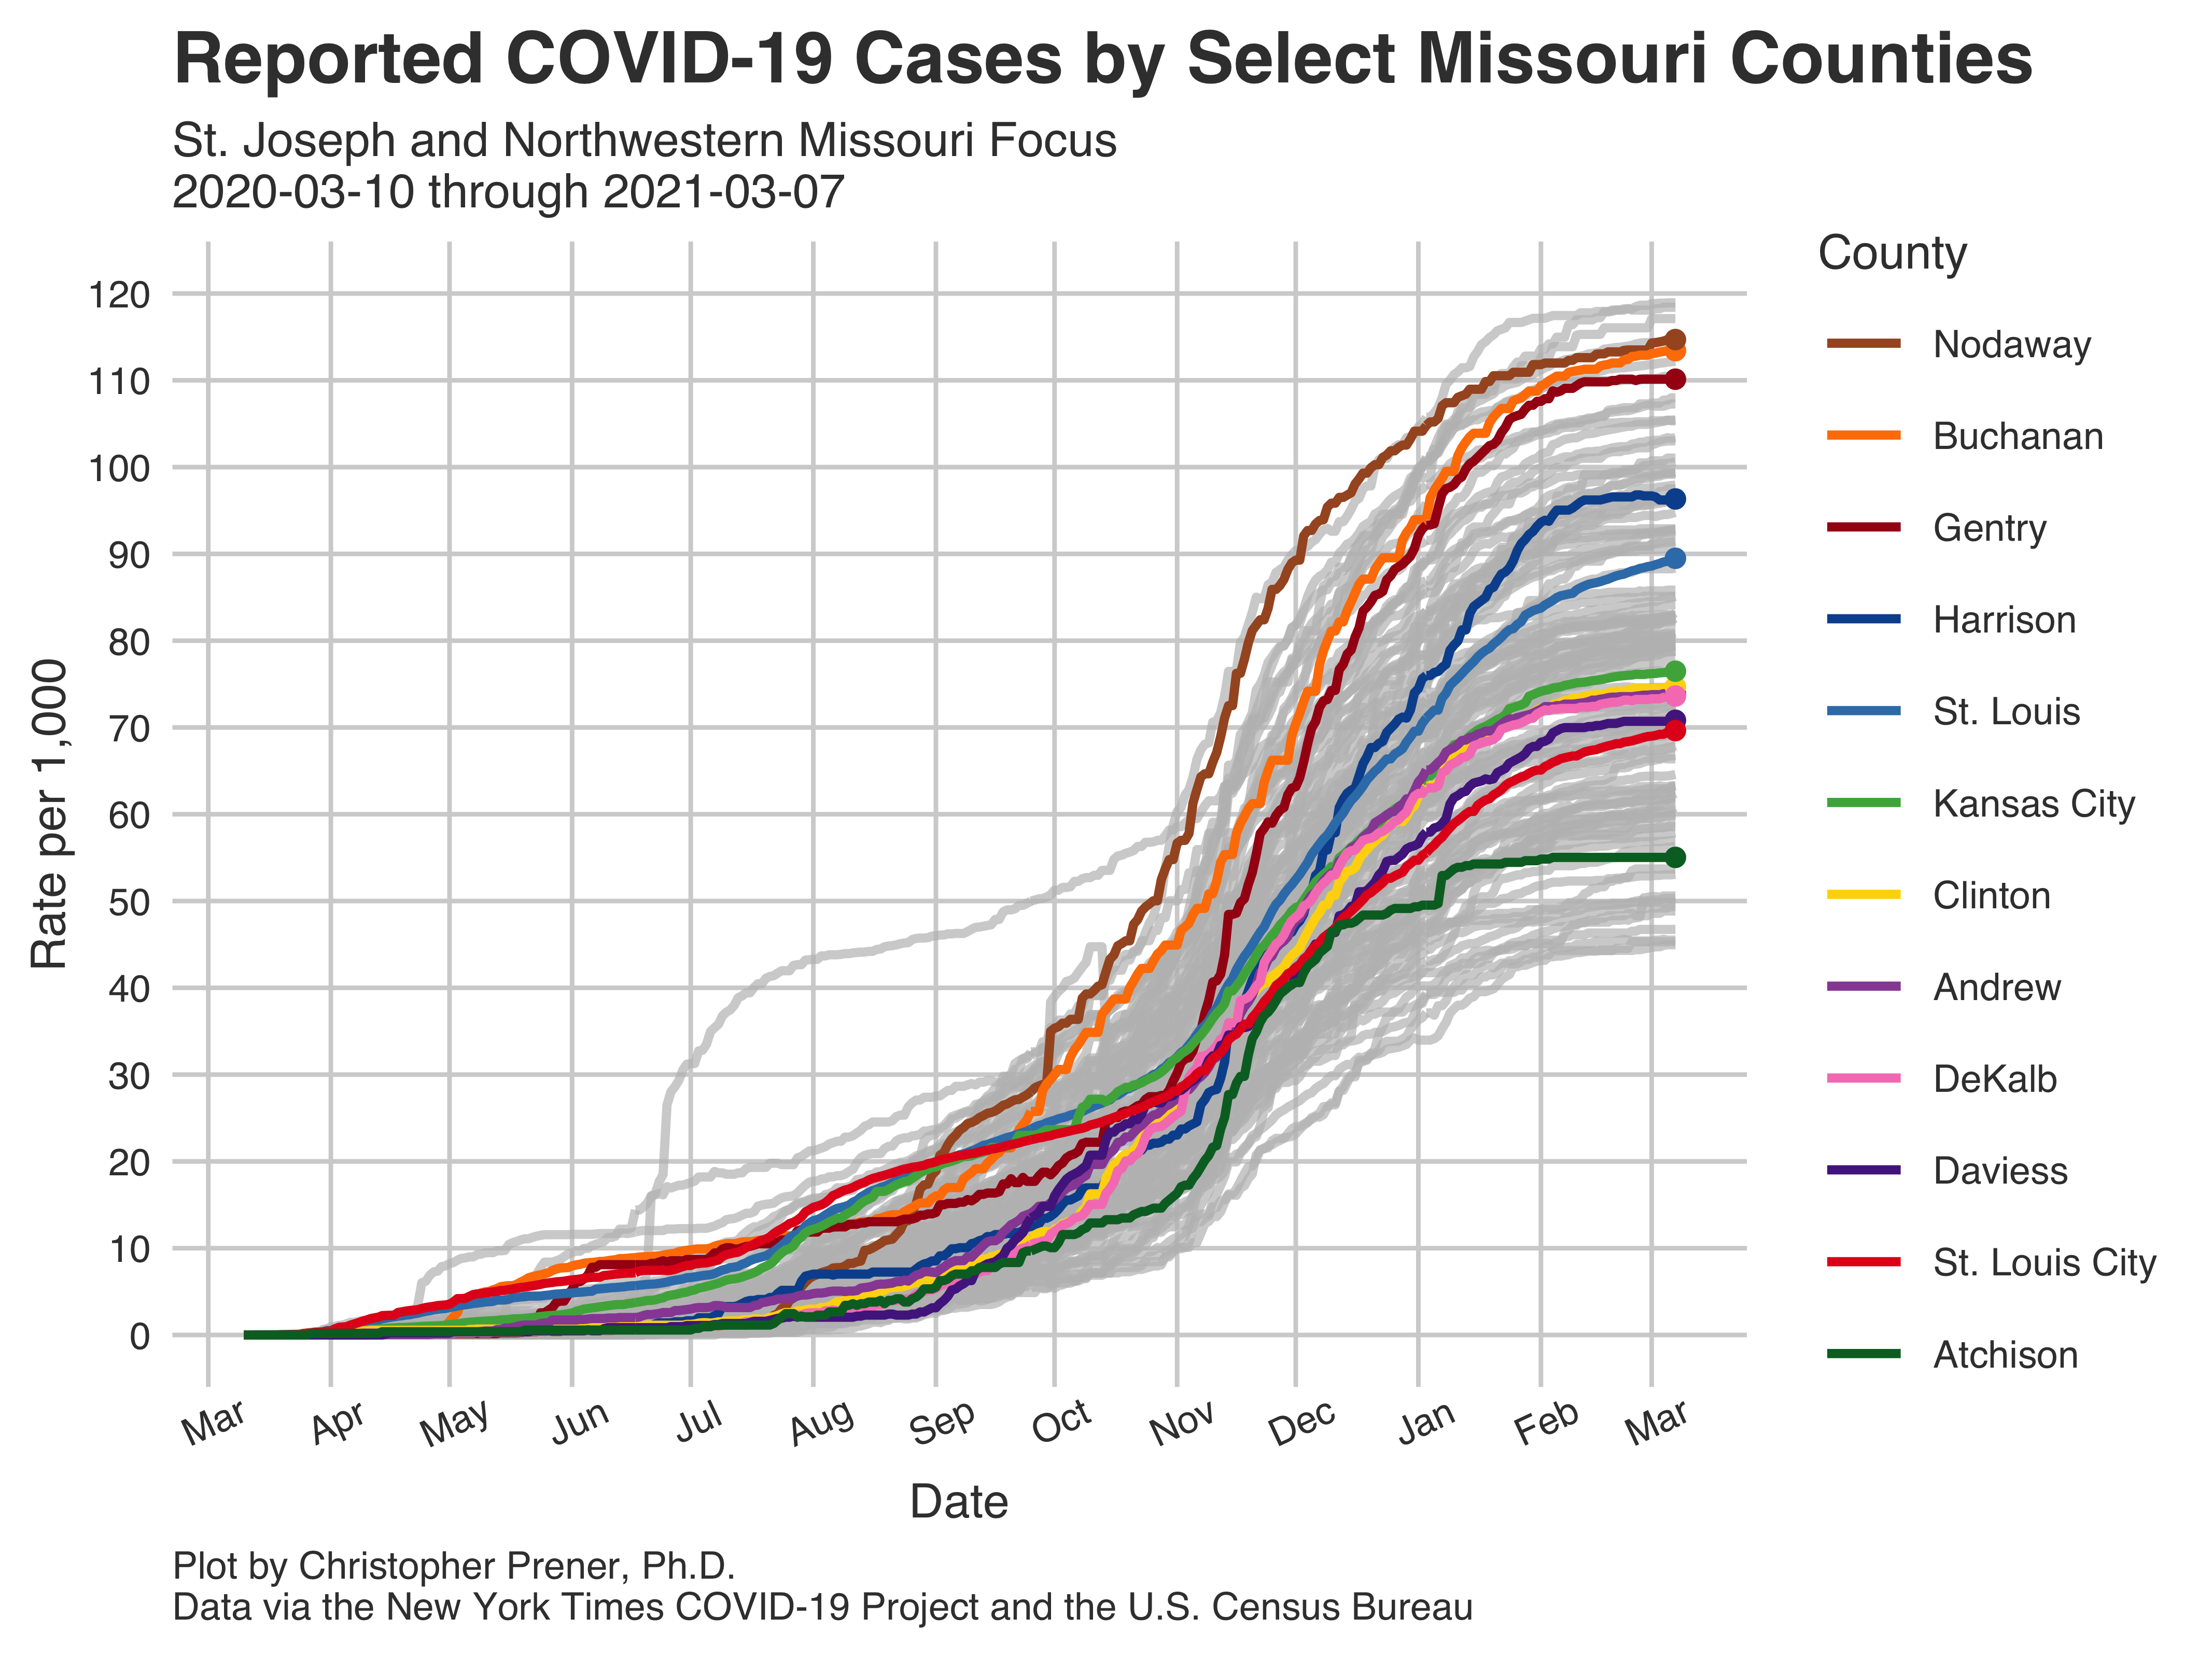 Reported COVID-19 Cases by Select Missouri Counties
St. Joseph and Northwestern Missouri Focus
2020-03-10 through 2021-03-07
County
Nodaway
Buchanan
Gentry
Harrison
St. Louis
Kansas City
Clinton
Andrew
DeKalb
Daviess
St. Louis City
Atchison
Rate per 1,000
120
110
100
90
80
70
60
50
40
30
20
10
0
Mar Apr May Jun Jul Aug Sep Oct Nov Dec Jan Feb Mar
Date
Plot by Christopher Prener, Ph.D.
Data via the New York Times COVID-19 Project and the U.S. Census Bureau